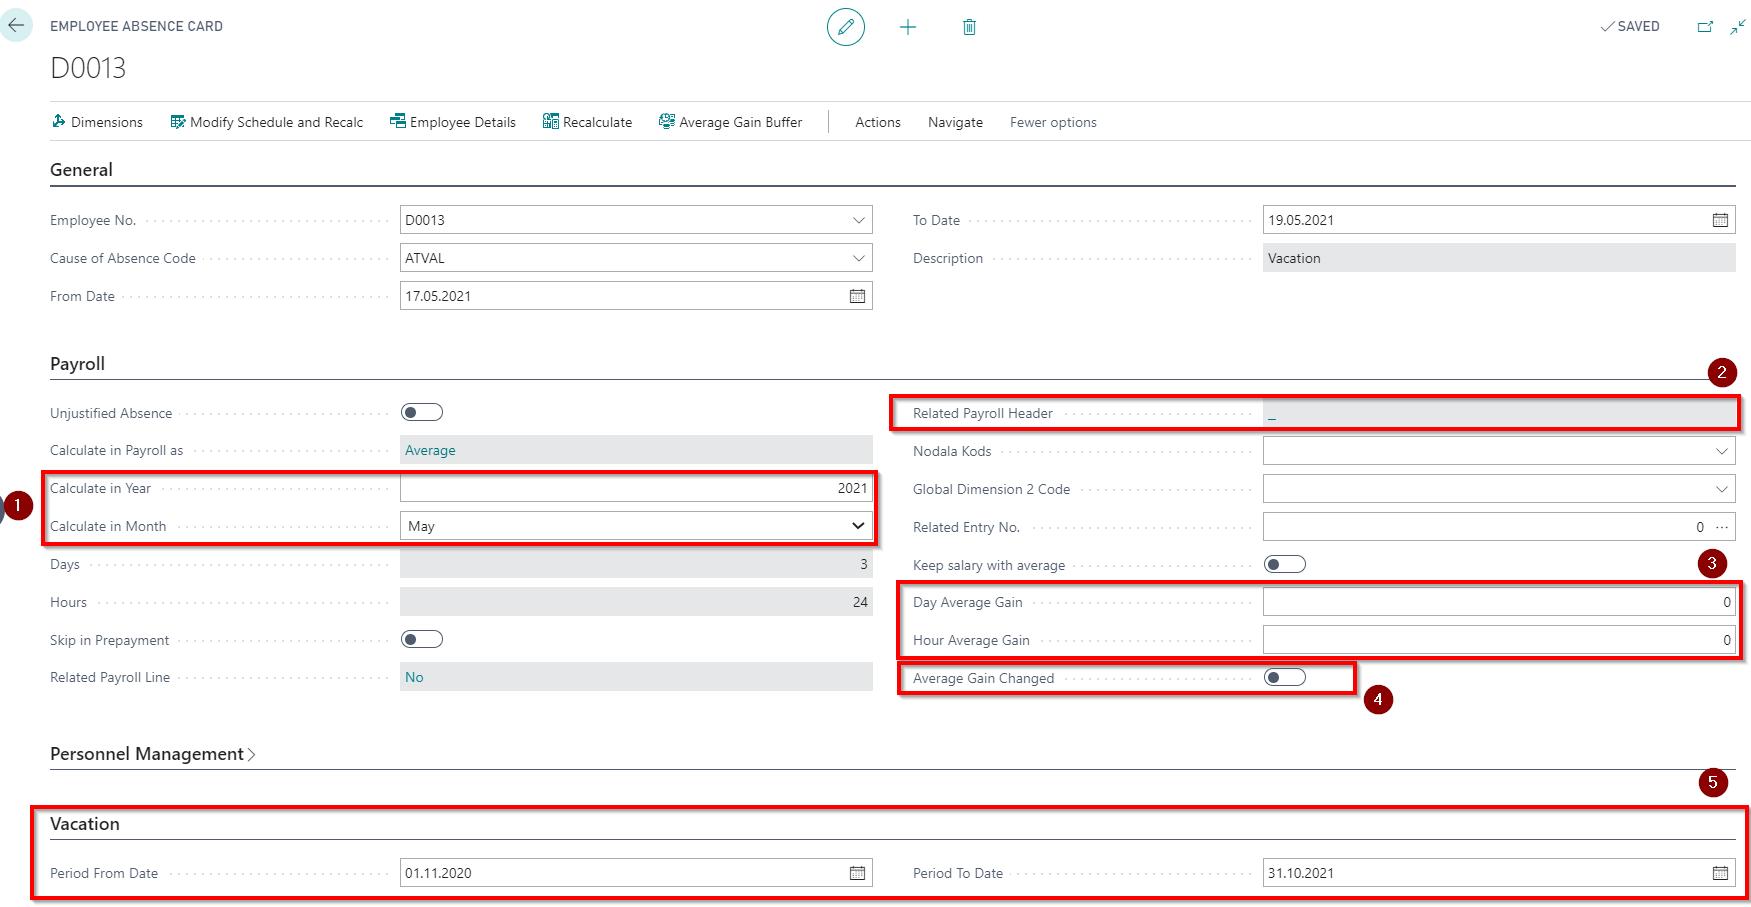 EMPLOYEE ABSENCE CARD
SAVED
D0013
Dimensions Modify Schedule and Recalc Employee Details Recalculate Average Gain Buffer Actions Navigate Fewer options
General
Employee No. D0013
To Date 19.05.2021
Cause of Absence Code ATVAL
Description Vacation
From Date 17.05.2021
Payroll
2
Unjustified Absence
Related Payroll Header _
Calculate in Payroll as Average
Nodala Kods
1
Calculate in Year 2021
Global Dimension 2 Code
Calculate in Month May
Related Entry No. 0 ...
Days 3
Keep salary with average
3
Hours 24
Day Average Gain 0
Skip in Prepayment
Hour Average Gain 0
Related Payroll Line No
Average Gain Changed
4
Personnel Management
5
Vacation
Period From Date 01.11.2020
Period To Date 31.10.2021